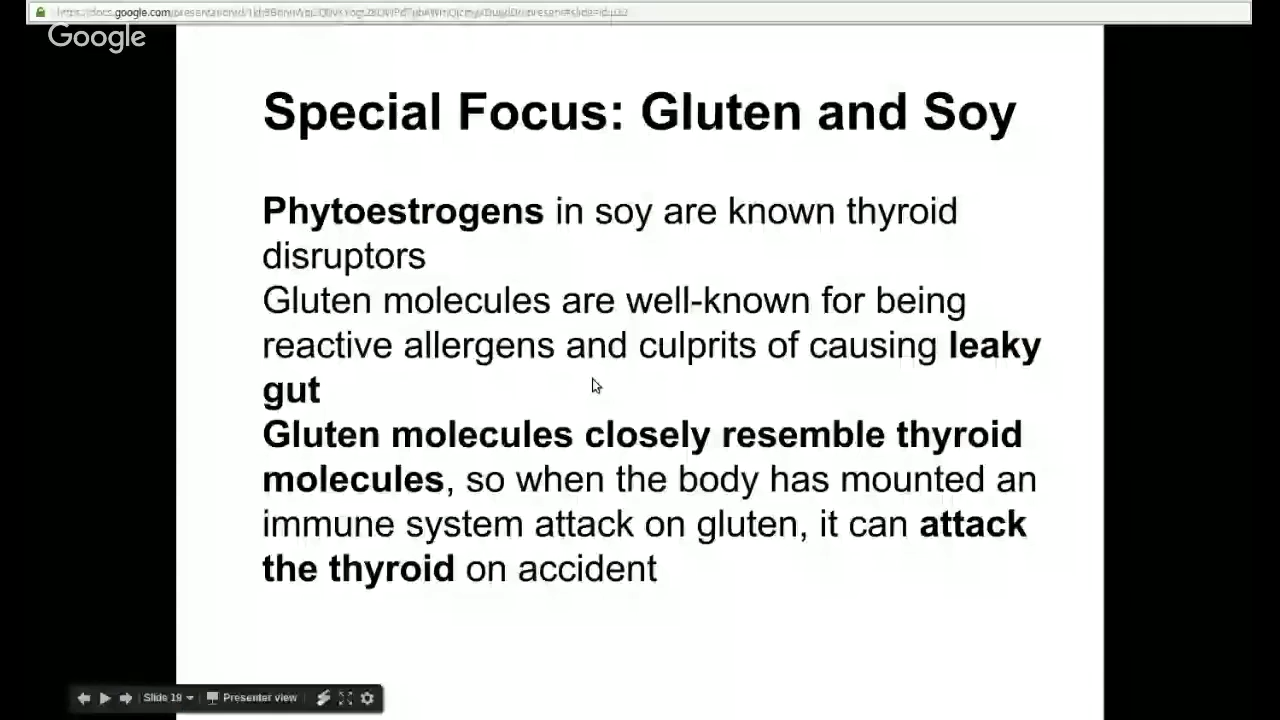 google.com
Google
Special Focus: Gluten and Soy
Phytoestrogens in soy are known thyroid
disruptors
Gluten molecules are well-known for being
reactive allergens and culprits of causing leaky
gut
Gluten molecules closely resemble thyroid
molecules, so when the body has mounted an
immune system attack on gluten, it can attack
the thyroid on accident
Slide 19 Presenter view